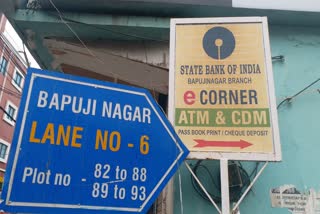 BAPUJI NAGAR
LANE NO - 6
Plot no - 82 to 88
89 to 93
STATE BANK OF INDIA
BAPUJINAGAR BRANCH
e CORNER
ATM & CDM
PASS BOOK PRINT / CHEQUE DEPOSIT